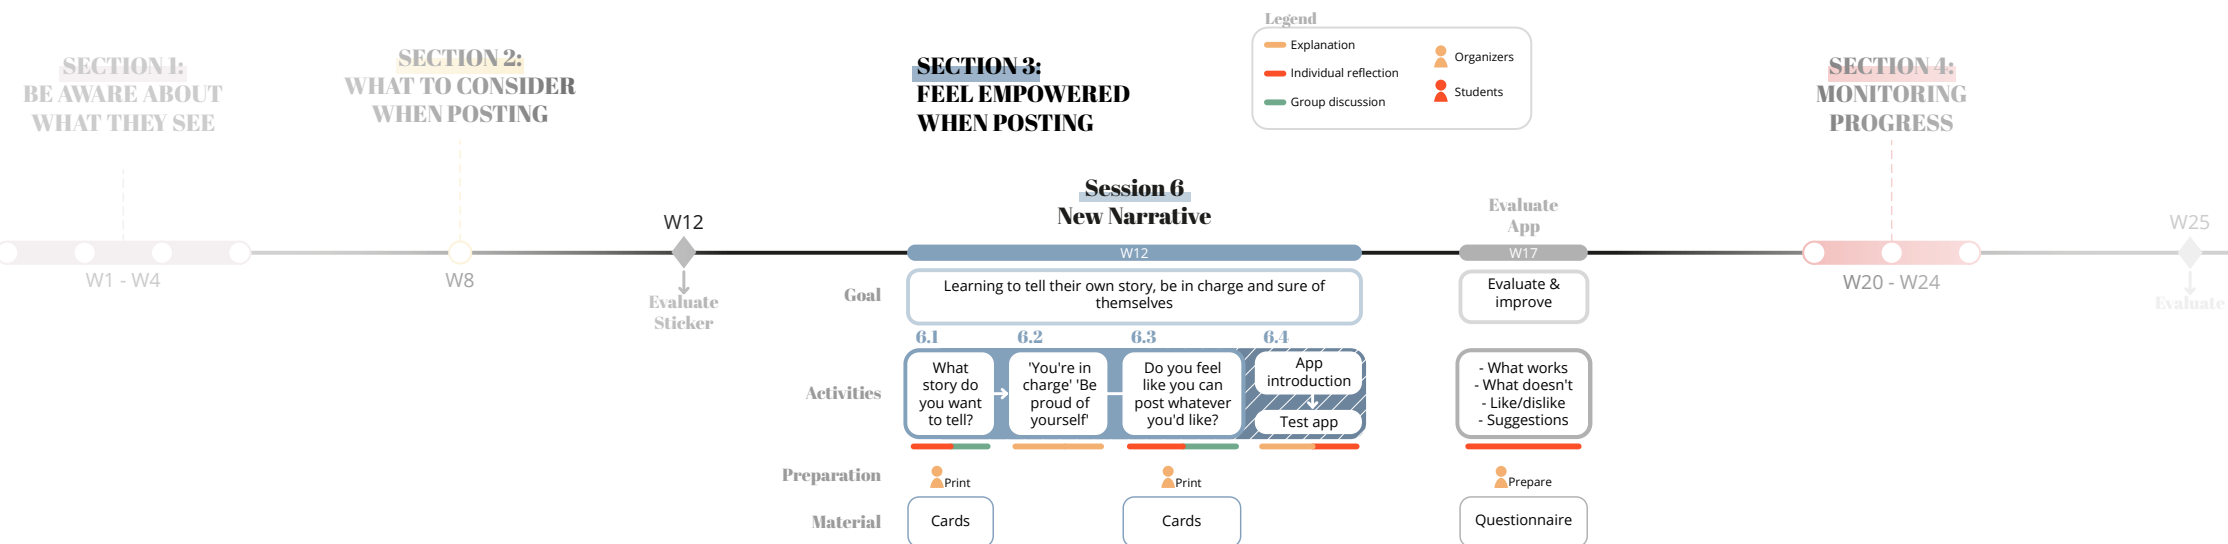 Legend
Explanation
Individual reflection
Group discussion
Organizers
Students
SECTION 1:
BE AWARE ABOUT
WHAT THEY SEE
SECTION 2:
WHAT TO CONSIDER
WHEN POSTING
SECTION 3:
FEEL EMPOWERED
WHEN POSTING
SECTION 4:
MONITORING
PROGRESS
W1 - W4
W8
W12
Evaluate
Sticker
Session 6
New Narrative
W12
Evaluate
App
W17
W20 - W24
W25
Evaluate
Goal
Learning to tell their own story, be in charge and sure of
themselves
Evaluate &
improve
Activities
6.1
What
story do
you want
to tell?
6.2
'You're in
charge' 'Be
proud of
yourself'
6.3
Do you feel
like you can
post whatever
you'd like?
6.4
App
introduction
Test app
- What works
- What doesn't
- Like/dislike
- Suggestions
Preparation
Print
Print
Prepare
Material
Cards
Cards
Questionnaire